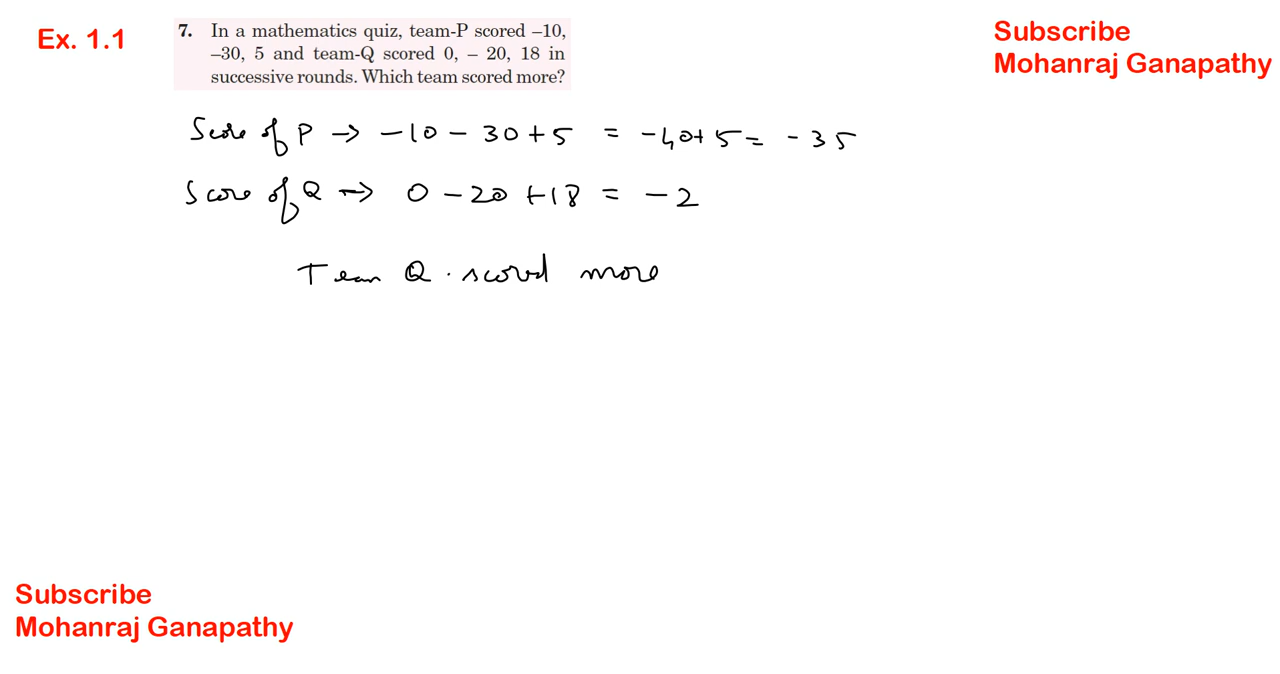 Ex. 1.1
7. In a mathematics quiz, team-P scored –10,
–30, 5 and team-Q scored 0, – 20, 18 in
successive rounds. Which team scored more?
Subscribe
Mohanraj Ganapathy
Score of P → -10 - 30 + 5 = -40+5 = -35
Score of Q → 0 - 20 + 18 = -2
Team Q . scored more
Subscribe
Mohanraj Ganapathy